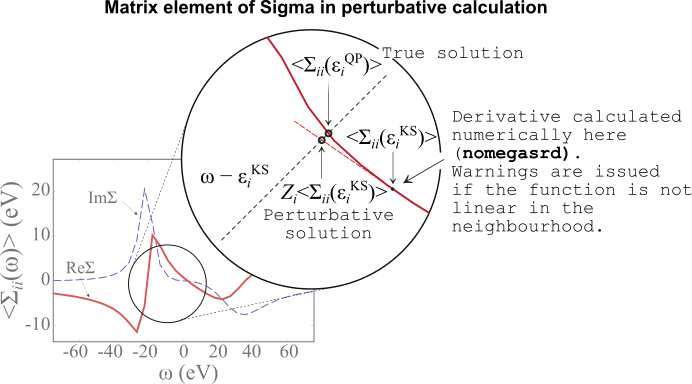 Matrix element of Sigma in perturbative calculation
<Σii(εiQP)>
True solution
<Σii(εiKS)>
Derivative calculated
numerically here
(nomegasrd).
Warnings are issued
if the function is not
linear in the
neighbourhood.
ω − εiKS
Zi<Σii(εiKS)>
Perturbative
solution
<Σii(ω)> (eV)
20
10
0
-10
ImΣ
ReΣ
-60 -40 -20 0 20 40 60
ω (eV)